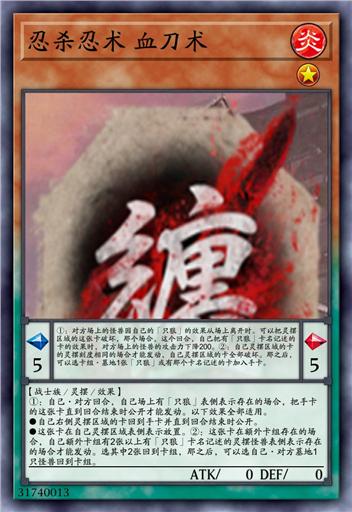 忍杀忍术 血刀术
炎
纏
①:对方场上的怪兽因自己的「只狼」的效果从场上离开时,可以把灵摆
区域的这张卡破坏,那个场合,这个回合,自己把有「只狼」卡名记述的
卡的效果时,对方场上的怪兽的攻击力下降200。②:自己灵摆区域的卡
的灵摆刻度相同的场合才能发动。自己灵摆区域的卡全部破坏。那之后,
可以选卡组·墓地1张「只狼」或有那个卡名记述的卡加入手卡。
5
5
【战士族/灵摆/效果】
①:自己·对方回合,自己场上有「只狼」表侧表示存在的场合,把手卡
的这张卡直到回合结束时公开才能发动。以下效果全部适用。
●自己右侧灵摆区域的卡回到手卡并直到回合结束时公开。
●这张卡在自己灵摆区域表侧表示放置。②:这张卡在额外卡组存在的场
合,自己额外卡组有2张以上有「只狼」卡名记述的灵摆怪兽表侧表示存
在的场合才能发动。选其中2张回到卡组,那之后,可以选自己·对方墓地1
只怪兽回到卡组。
ATK/ 0 DEF/ 0
31740013